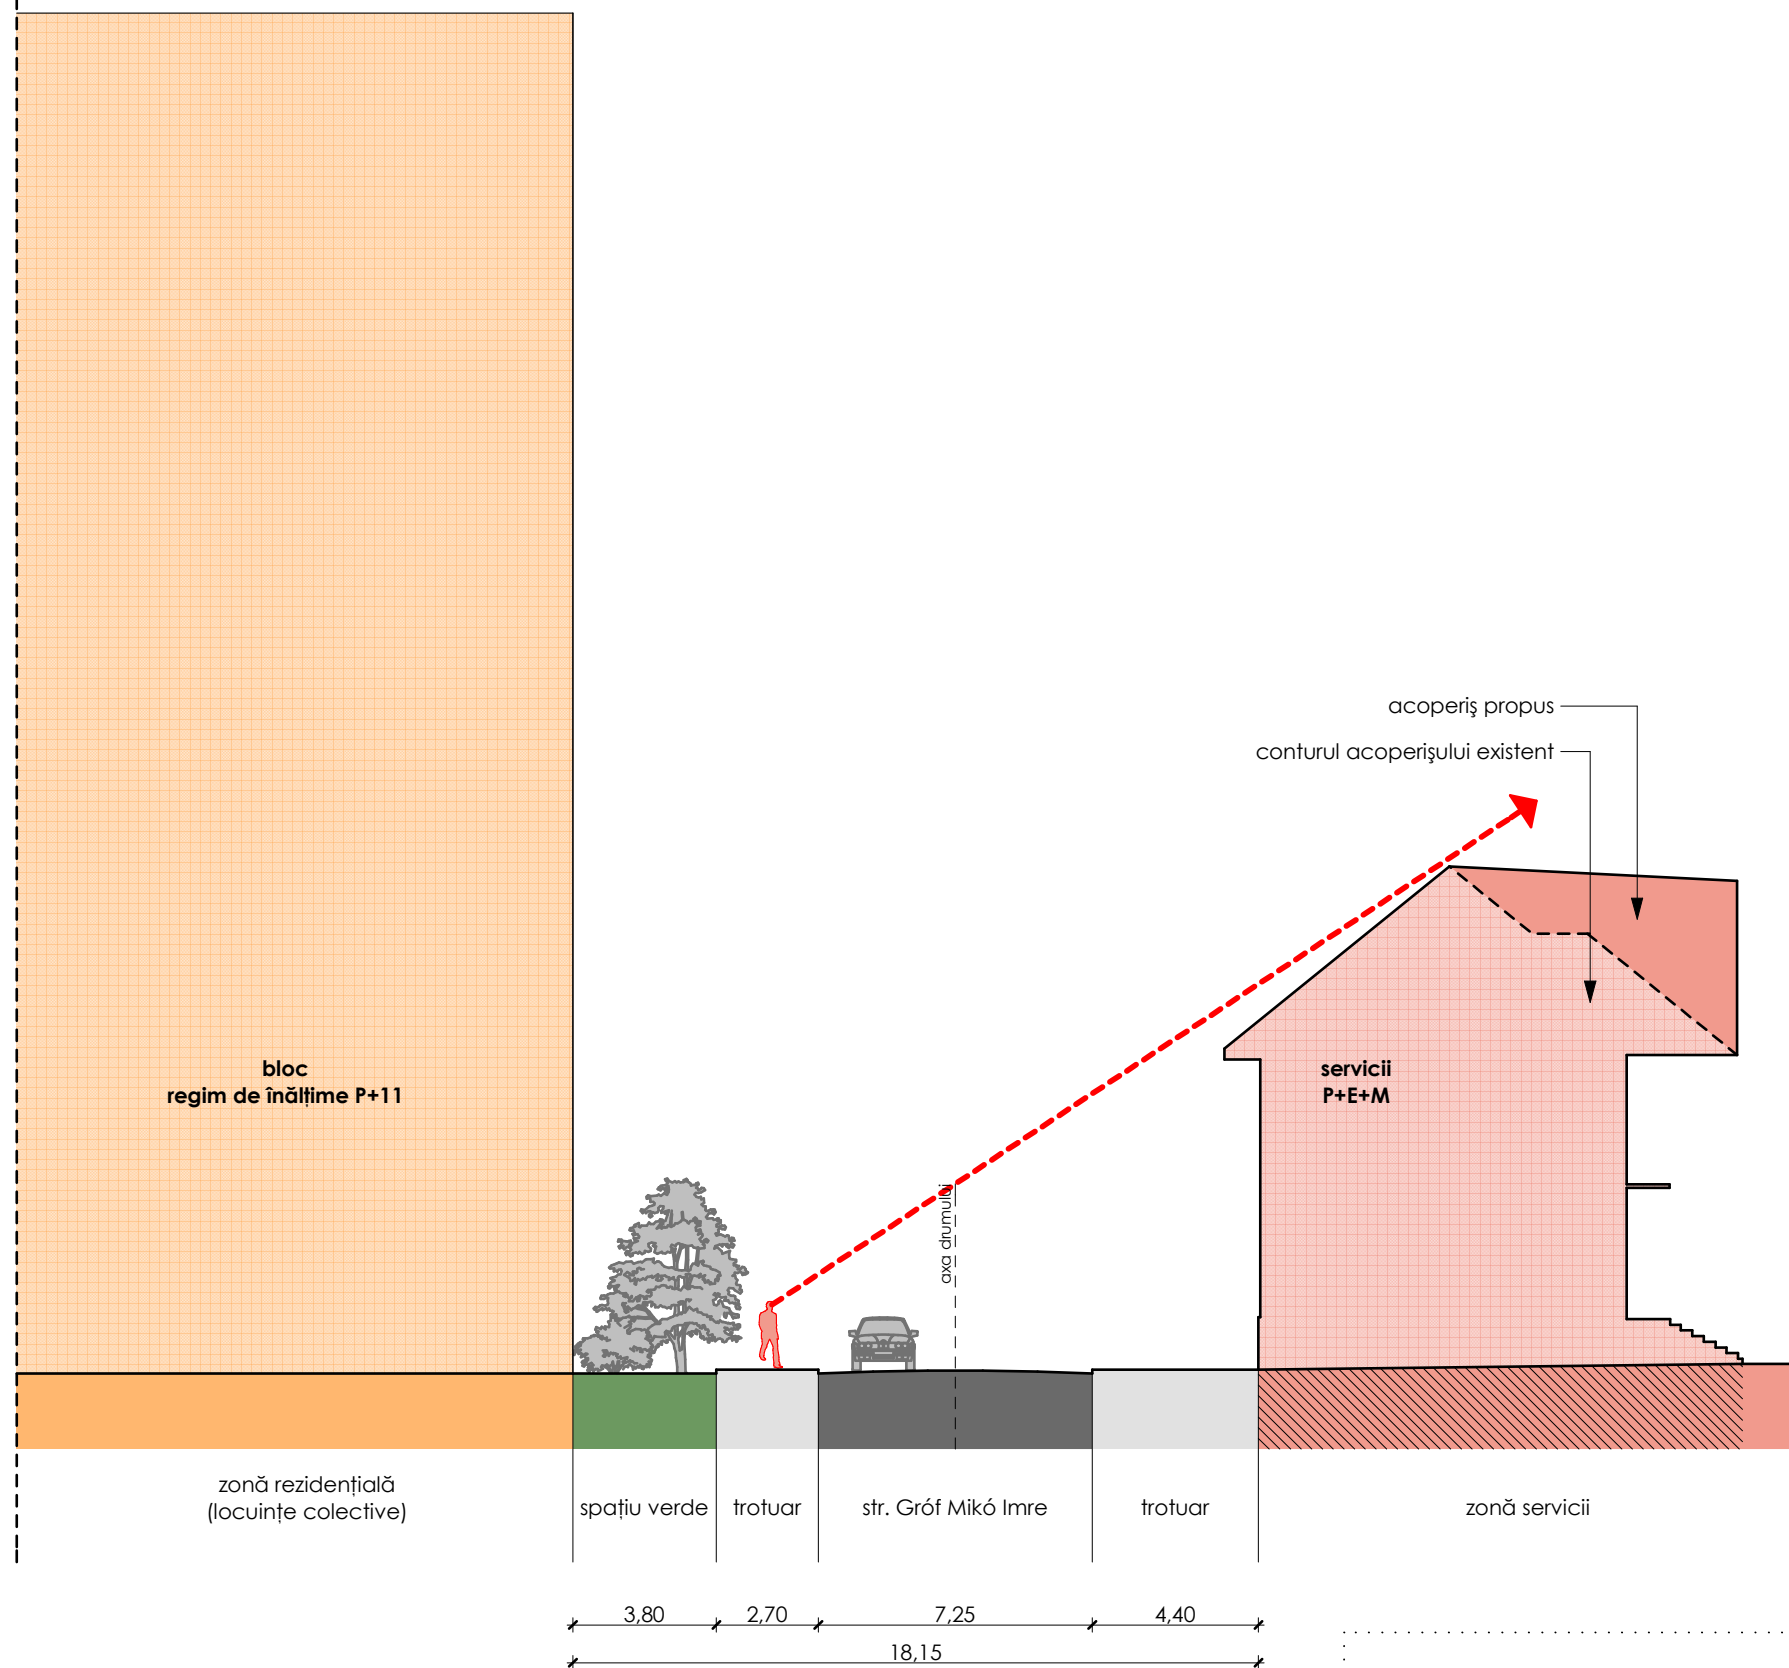 acoperiş propus
conturul acoperişului existent
axa drumului
bloc
regim de înălțime P+11
servicii
P+E+M
zonă rezidențială
(locuințe colective)
spațiu verde
trotuar
str. Gróf Mikó Imre
trotuar
zonă servicii
3,80
2,70
7,25
4,40
18,15